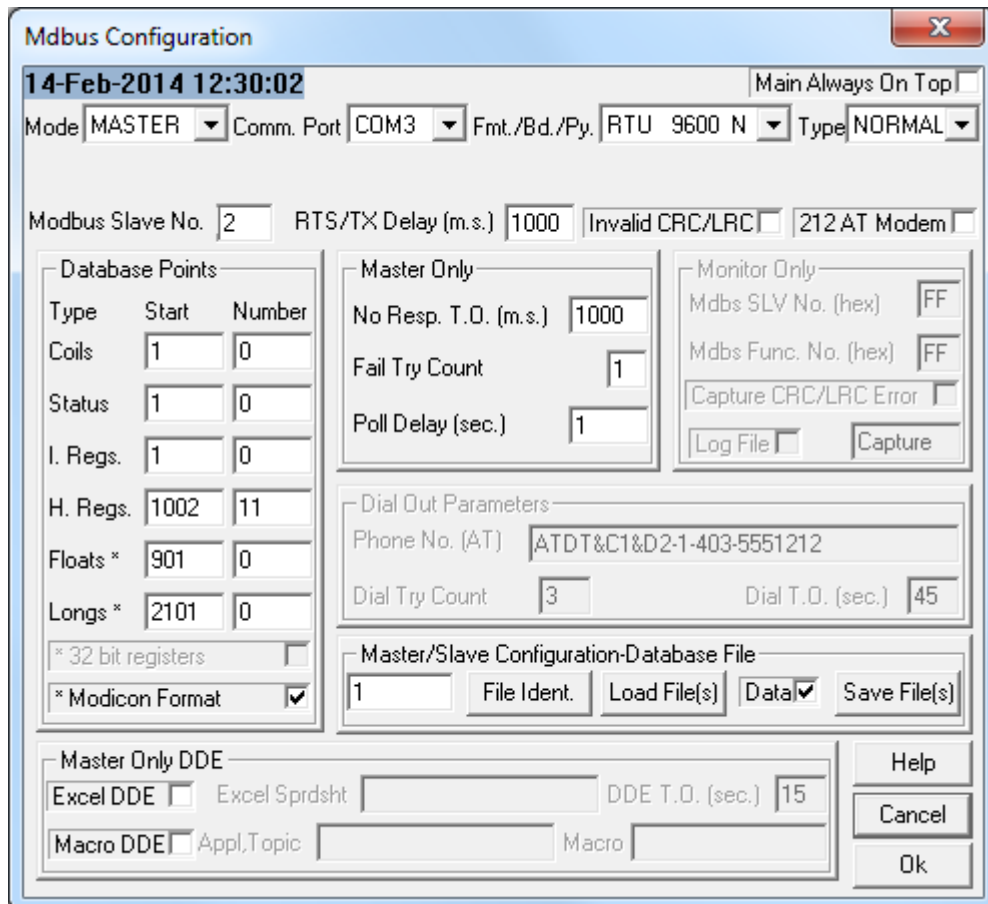 Mdbus Configuration
14-Feb-2014 12:30:02 Main Always On Top
Mode MASTER Comm. Port COM3 Fmt./Bd./Py. RTU 9600 N Type NORMAL
Modbus Slave No. 2 RTS/TX Delay (m.s.) 1000 Invalid CRC/LRC 212 AT Modem
Database Points
Type Start Number
Coils 1 0
Status 1 0
I. Regs. 1 0
H. Regs. 1002 11
Floats * 901 0
Longs * 2101 0
* 32 bit registers
* Modicon Format
Master Only
No Resp. T.O. (m.s.) 1000
Fail Try Count 1
Poll Delay (sec.) 1
Monitor Only
Mdbs SLV No. (hex) FF
Mdbs Func. No. (hex) FF
Capture CRC/LRC Error
Log File Capture
Dial Out Parameters
Phone No. (AT) ATDT&C1&D2-1-403-5551212
Dial Try Count 3 Dial T.O. (sec.) 45
Master/Slave Configuration-Database File
1 File Ident. Load File(s) Data Save File(s)
Master Only DDE
Excel DDE Excel Sprdsht DDE T.O. (sec.) 15
Macro DDE Appl,Topic Macro
Help
Cancel
Ok